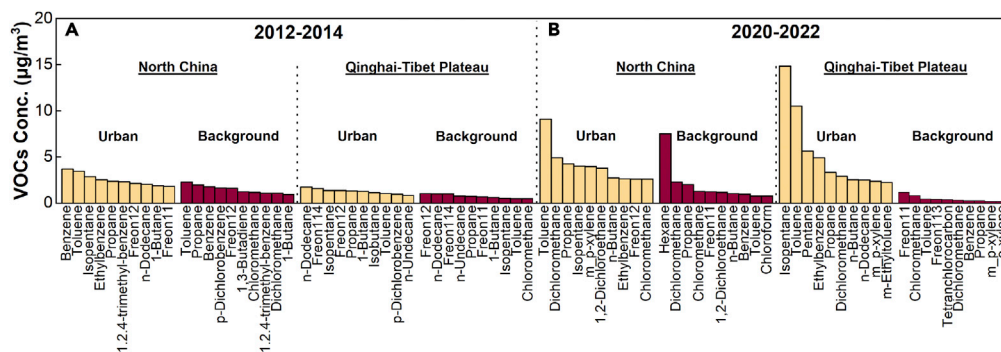 20
15
10
5
0
VOCs Conc. (μg/m³)
A
2012-2014
North China
Qinghai-Tibet Plateau
Urban
Background
Urban
Background
B
2020-2022
North China
Qinghai-Tibet Plateau
Urban
Background
Urban
Background
Benzene
Toluene
Isopentane
Ethylbenzene
Propane
1.2.4-trimethyl-benzene
Freon12
n-Dodecane
1-Butane
Freon11
Toluene
Propane
Benzene
p-Dichlorobenzene
Freon12
1,3-Butadiene
Chloromethane
1.2.4-trimethyl-benzene
Dichloromethane
1-Butane
n-Dodecane
Freon114
Isopentane
Freon12
Propane
1-Butane
Isobutane
Toluene
p-Dichlorobenzene
n-Undecane
Freon12
n-Dodecane
Freon114
n-Undecane
Propane
Freon11
1-Butane
Isopentane
Toluene
Chloromethane
Toluene
Dichloromethane
Propane
Isopentane
m_p-xylene
1,2-Dichloroethane
n-Butane
Ethylbenzene
Freon12
Chloromethane
Hexane
Dichloromethane
Propane
Chloromethane
Freon11
1,2-Dichloroethane
n-Butane
Benzene
Toluene
Chloroform
Isopentane
Toluene
Pentane
Ethylbenzene
Propane
Dichloromethane
n-Butane
n-Dodecane
m_p-xylene
m-Ethyltoluene
Freon11
Chloromethane
Toluene
Freon113
Tetranchlorocarbon
Dichloromethane
Benzene
Propane
m_p-xylene